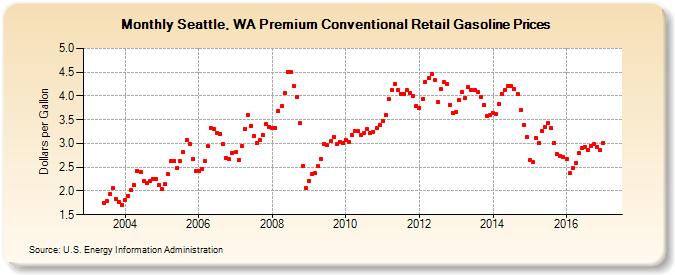 Monthly Seattle, WA Premium Conventional Retail Gasoline Prices
Dollars per Gallon
5.0
4.5
4.0
3.5
3.0
2.5
2.0
1.5
2004 2006 2008 2010 2012 2014 2016
Source: U.S. Energy Information Administration